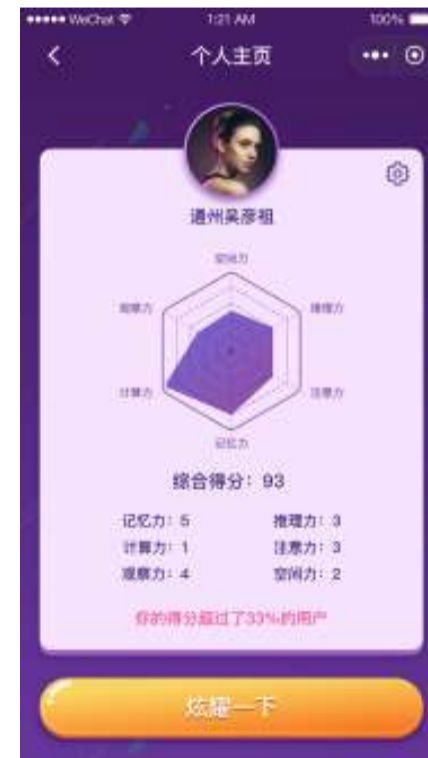 WeChat 1:21 AM 100%
个人主页
通州吴彦祖
空间力
观察力 推理力
计算力 注意力
记忆力
综合得分：93
记忆力：5 推理力：3
计算力：1 注意力：3
观察力：4 空间力：2
你的得分超过了33%的用户
炫耀一下